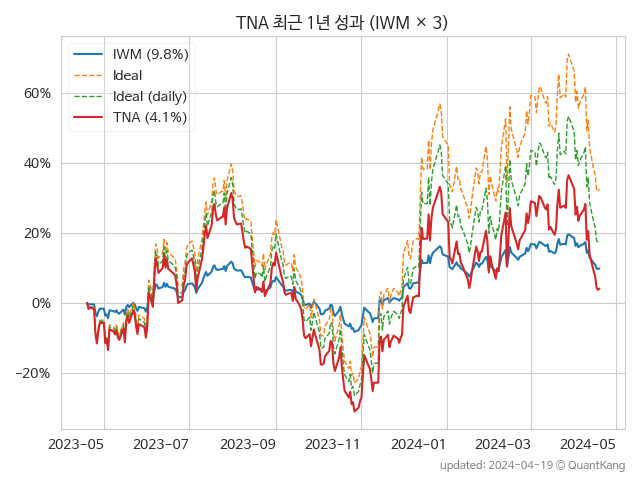 TNA 최근 1년 성과 (IWM × 3)
IWM (9.8%)
Ideal
Ideal (daily)
TNA (4.1%)
60%
40%
20%
0%
−20%
2023-05 2023-07 2023-09 2023-11 2024-01 2024-03 2024-05
updated: 2024-04-19 © QuantKang